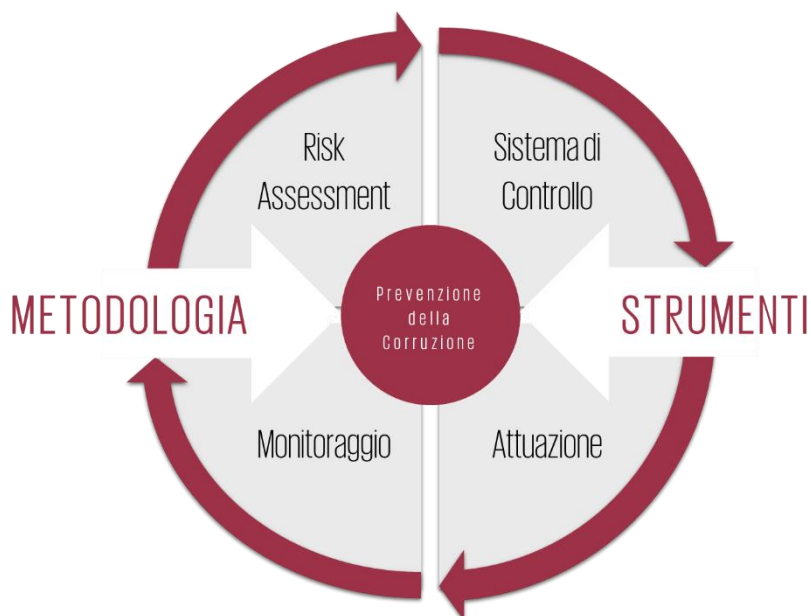 Risk
Assessment
Sistema di
Controllo
METODOLOGIA
Prevenzione
della
Corruzione
STRUMENTI
Monitoraggio
Attuazione